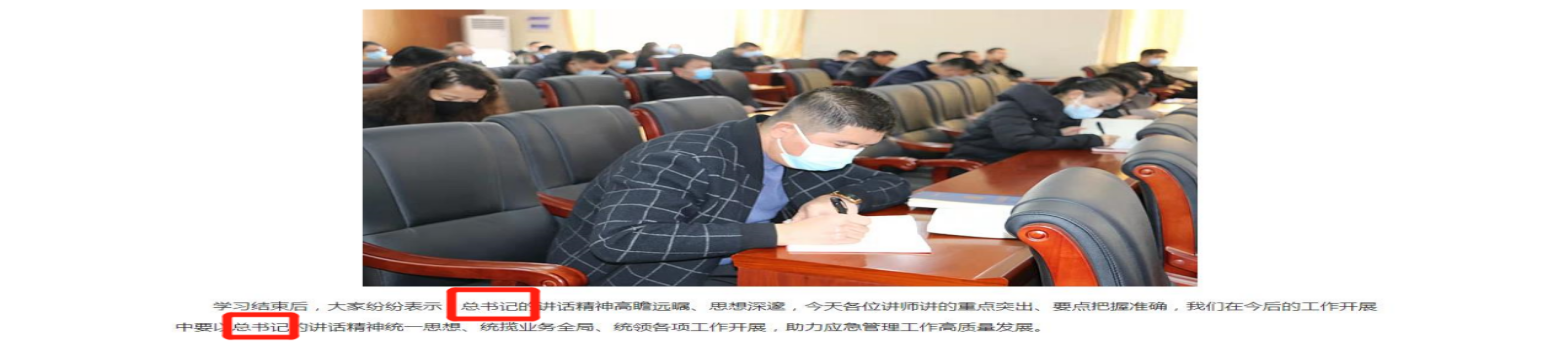 学习结束后，大家纷纷表示，总书记的讲话精神高瞻远瞩、思想深邃，今天各位讲师讲的重点突出、要点把握准确，我们在今后的工作开展
中要以总书记的讲话精神统一思想、统揽业务全局、统领各项工作开展，助力应急管理工作高质量发展。